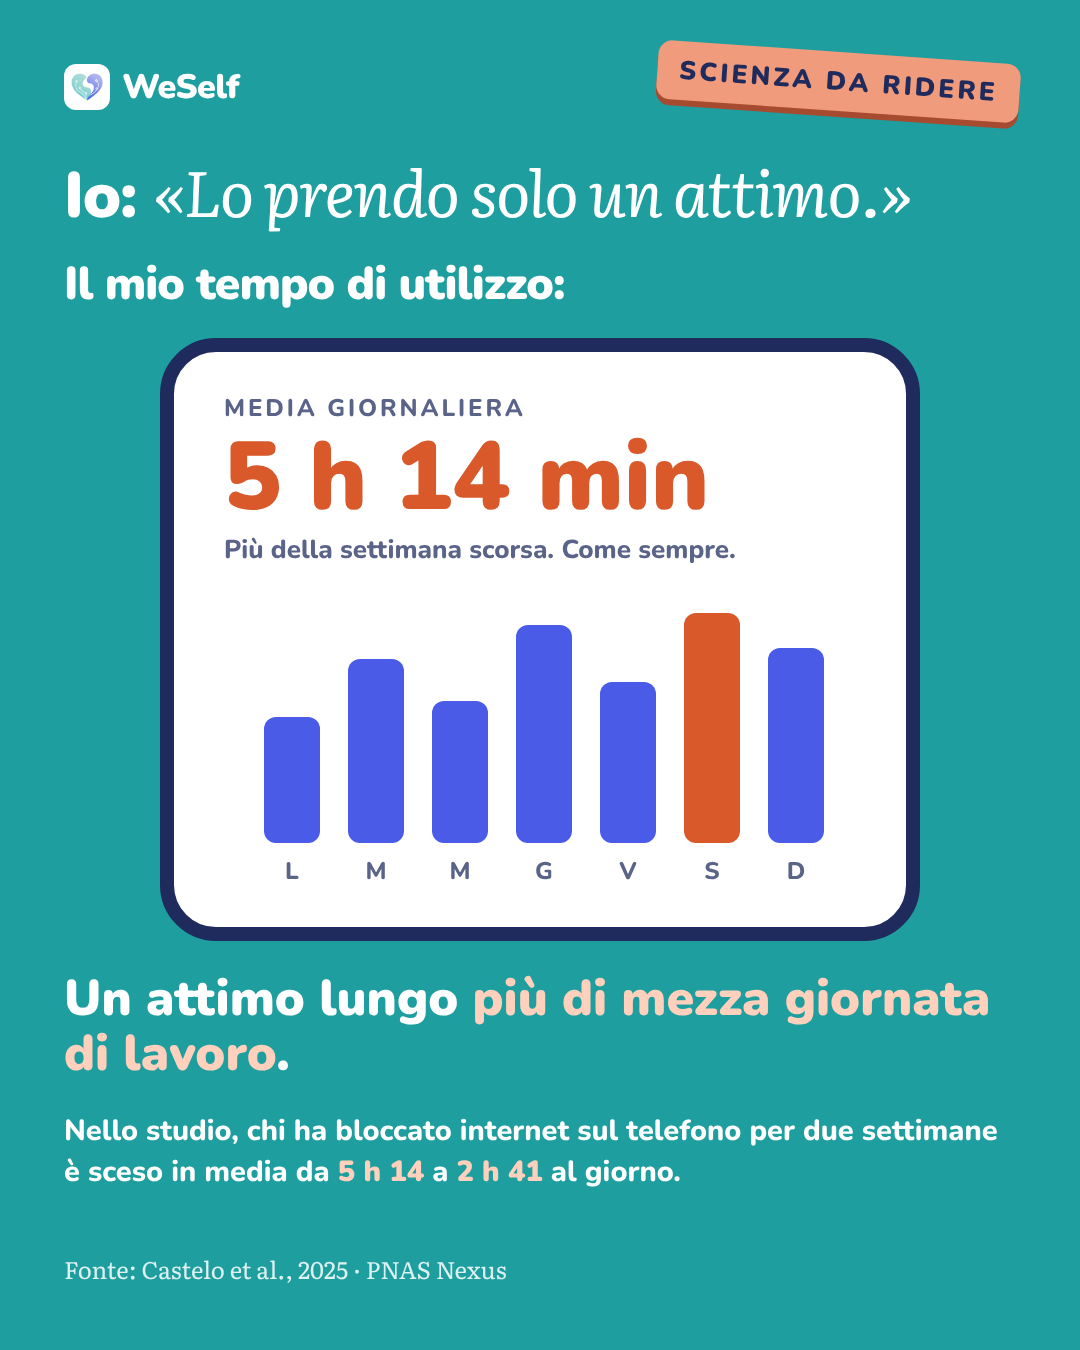 WeSelf
SCIENZA DA RIDERE
Io: «Lo prendo solo un attimo.»
Il mio tempo di utilizzo:
MEDIA GIORNALIERA
5 h 14 min
Più della settimana scorsa. Come sempre.
L M M G V S D
Un attimo lungo più di mezza giornata
di lavoro.
Nello studio, chi ha bloccato internet sul telefono per due settimane
è sceso in media da 5 h 14 a 2 h 41 al giorno.
Fonte: Castelo et al., 2025 · PNAS Nexus